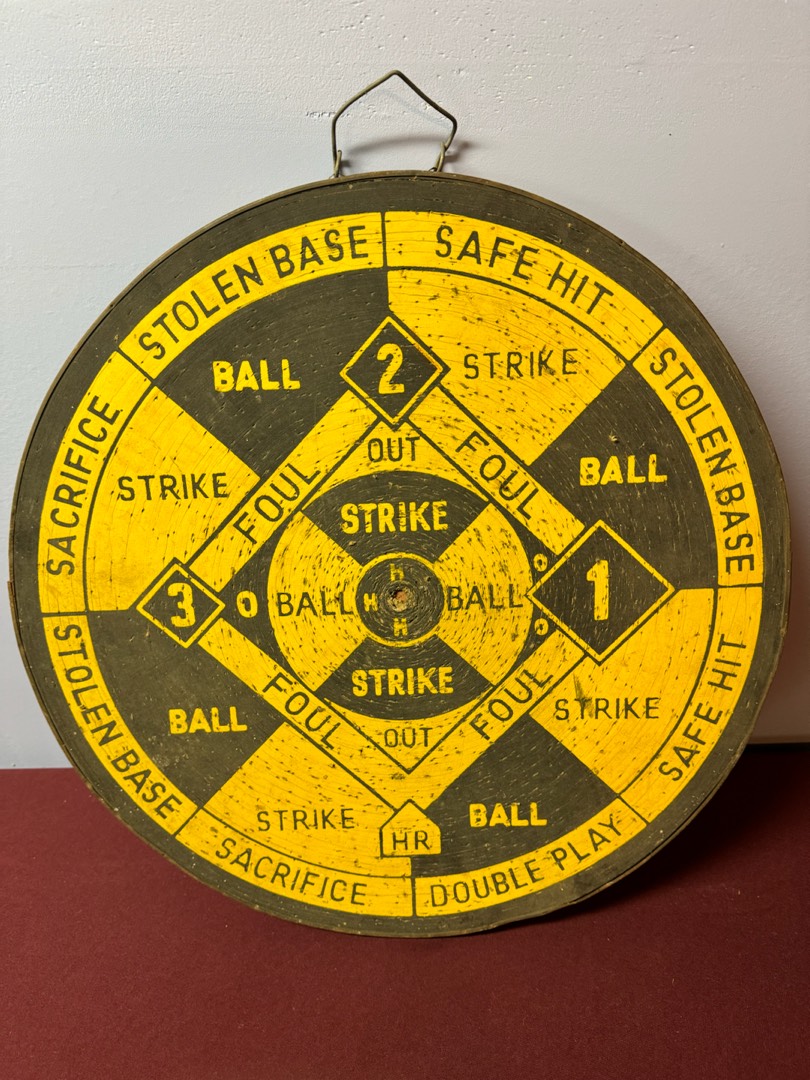 STOLEN BASE
SAFE HIT
SACRIFICE
STOLEN BASE
BALL
2
STRIKE
OUT
STRIKE
FOUL
FOUL
BALL
STRIKE
3
O
BALL
H
H
H
BALL
O
O
1
STRIKE
STOLEN BASE
BALL
FOUL
OUT
FOUL
STRIKE
SAFE HIT
STRIKE
HR
BALL
SACRIFICE
DOUBLE PLAY